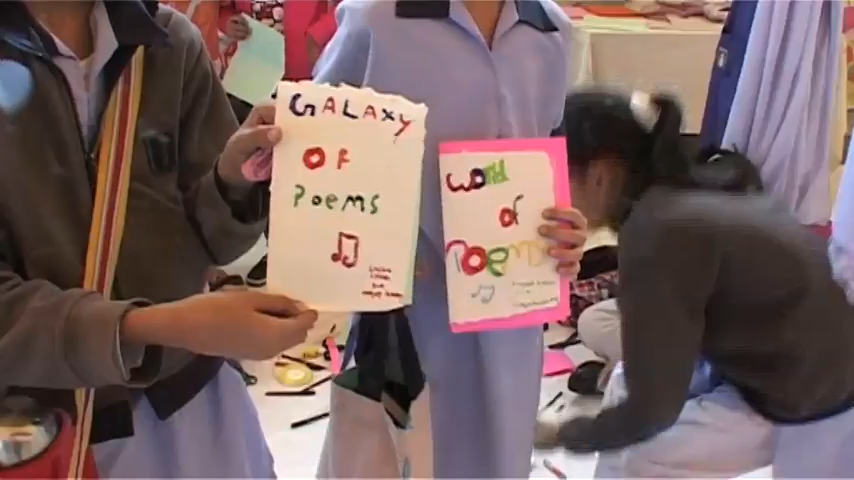 GALAXY
OF
POEMS
WORLD
of
Poems